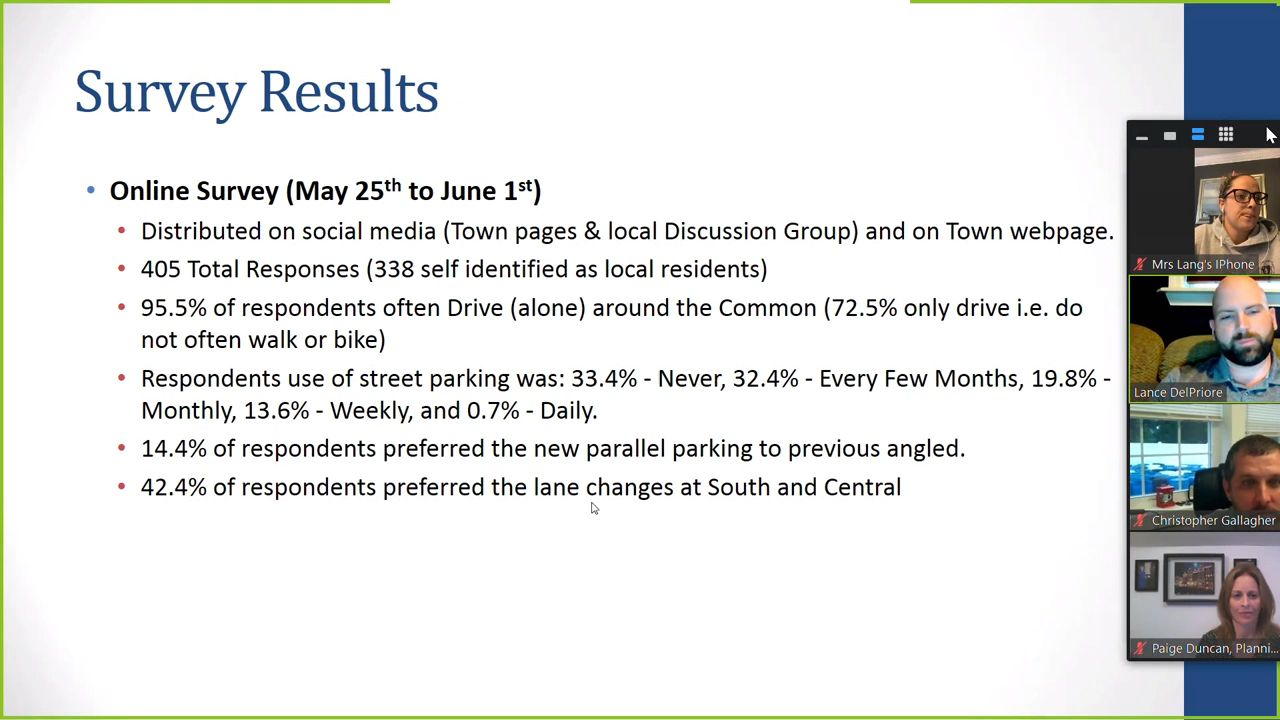 Survey Results
Online Survey (May 25th to June 1st)
Distributed on social media (Town pages & local Discussion Group) and on Town webpage.
405 Total Responses (338 self identified as local residents)
95.5% of respondents often Drive (alone) around the Common (72.5% only drive i.e. do
not often walk or bike)
Respondents use of street parking was: 33.4% - Never, 32.4% - Every Few Months, 19.8% -
Monthly, 13.6% - Weekly, and 0.7% - Daily.
14.4% of respondents preferred the new parallel parking to previous angled.
42.4% of respondents preferred the lane changes at South and Central
Mrs Lang's IPhone
Lance DelPriore
Christopher Gallagher
Paige Duncan, Planni...